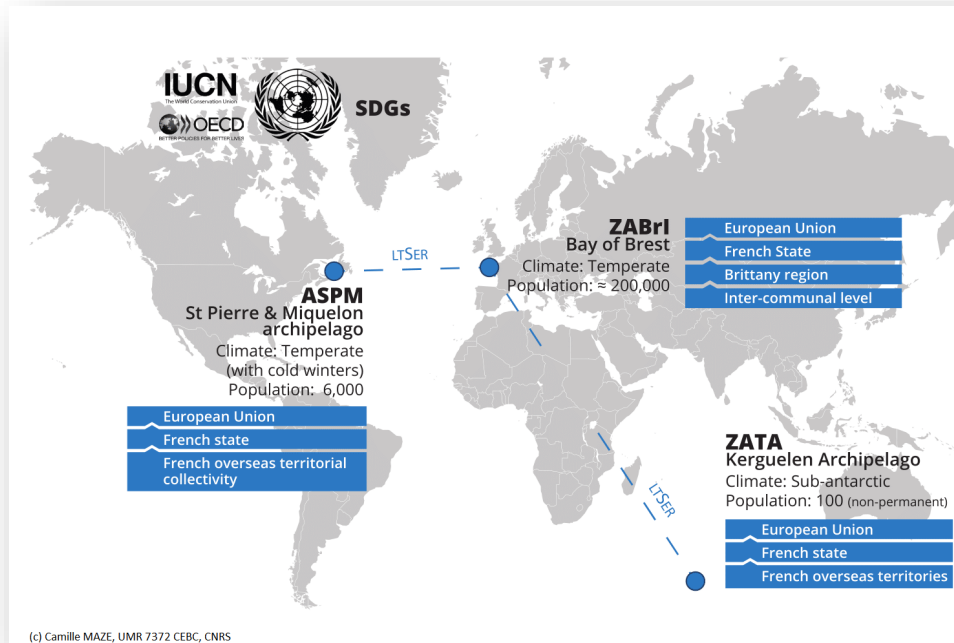 IUCN
The World Conservation Union
OECD
BETTER POLICIES FOR BETTER LIVES
SDGs
LTSER
ZABrI
Bay of Brest
Climate: Temperate
Population: ≈ 200,000
European Union
French State
Brittany region
Inter-communal level
ASPM
St Pierre & Miquelon
archipelago
Climate: Temperate
(with cold winters)
Population: 6,000
European Union
French state
French overseas territorial
collectivity
LTSER
ZATA
Kerguelen Archipelago
Climate: Sub-antarctic
Population: 100 (non-permanent)
European Union
French state
French overseas territories
(c) Camille MAZE, UMR 7372 CEBC, CNRS